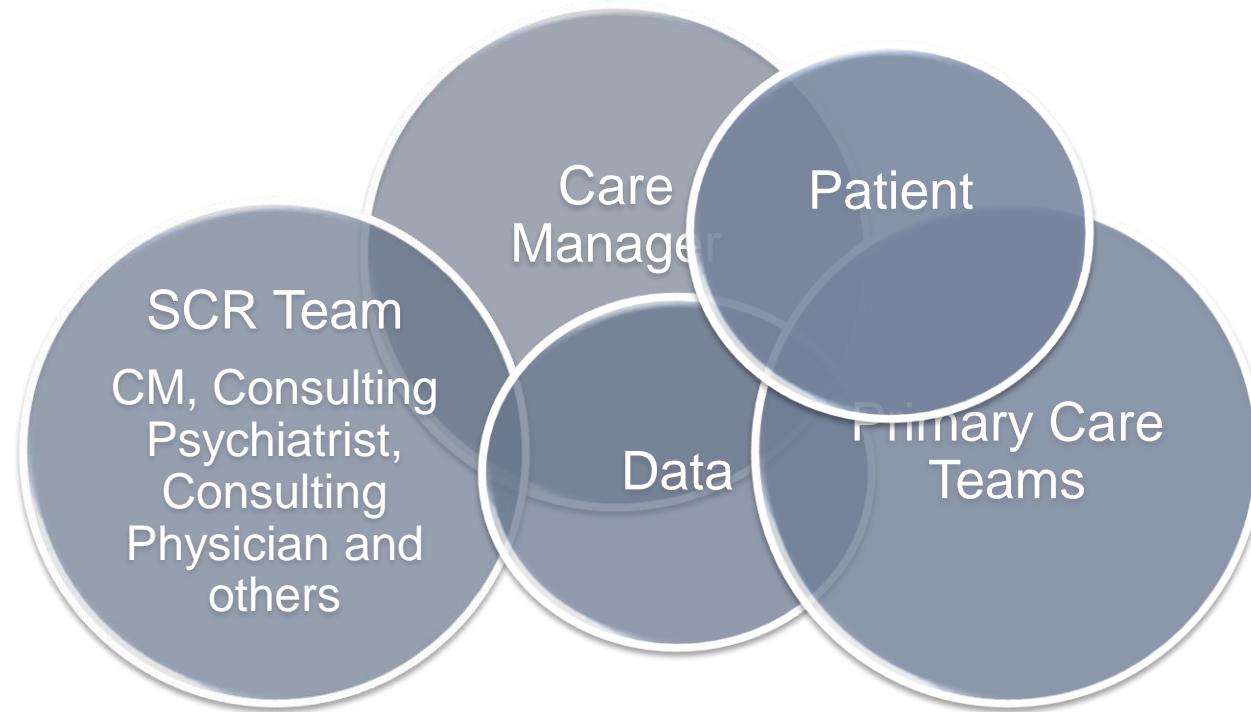 Care
Manager
Patient
SCR Team
CM, Consulting
Psychiatrist,
Consulting
Physician and
others
Data
Primary Care
Teams